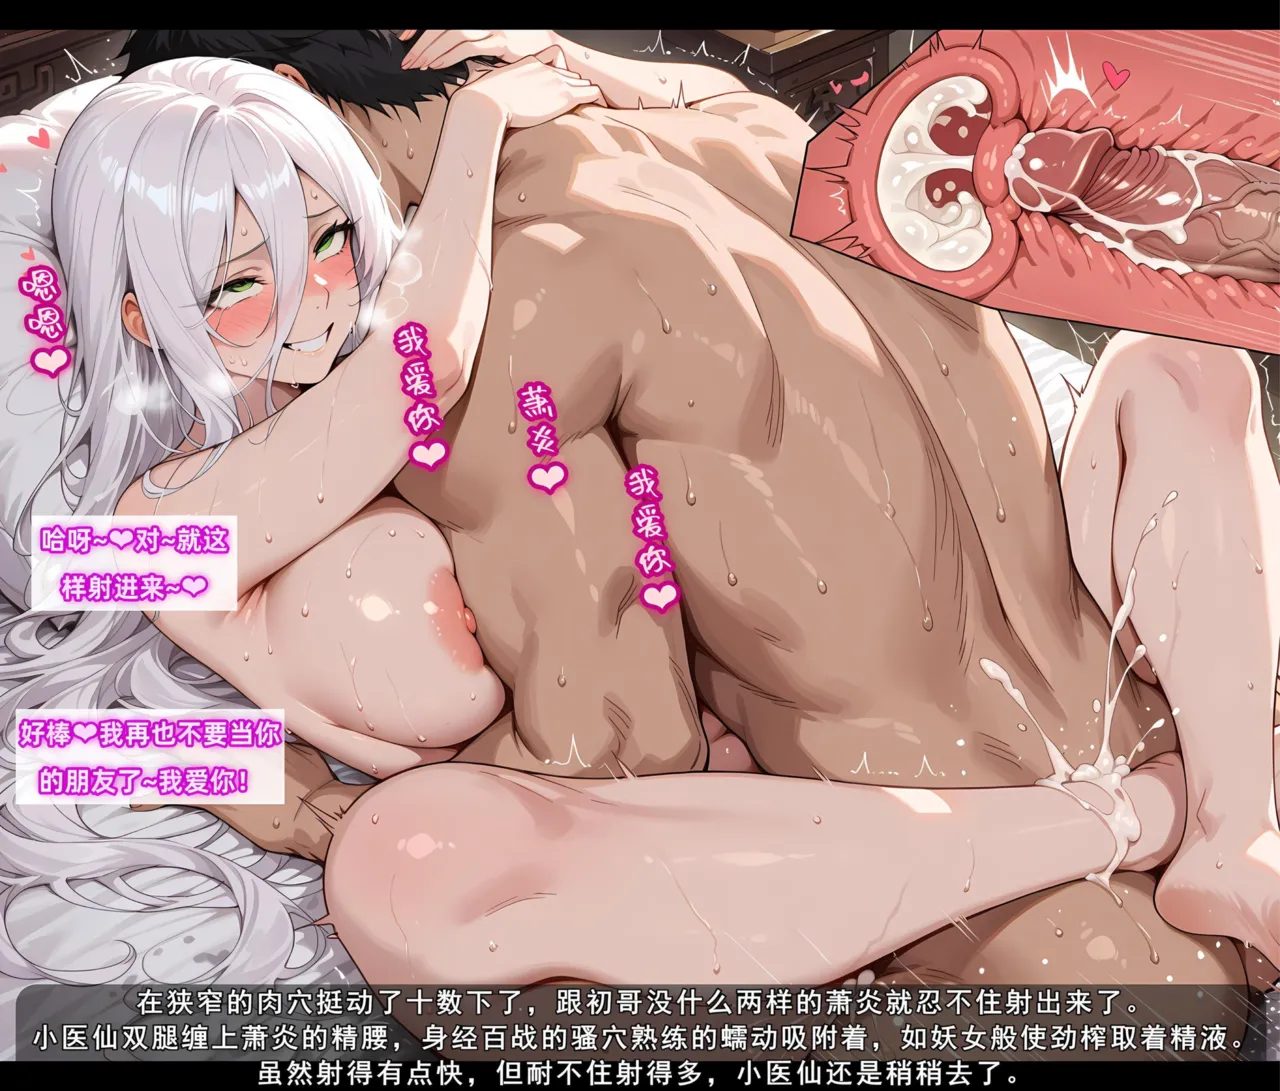 嗯嗯♥
我爱你♥
萧炎♥
我爱你♥
哈呀~♥对~就这
样射进来~♥
好棒♥我再也不要当你
的朋友了~我爱你!
在狭窄的肉穴挺动了十数下了，跟初哥没什么两样的萧炎就忍不住射出来了。
小医仙双腿缠上萧炎的精腰，身经百战的骚穴熟练的蠕动吸附着，如妖女般使劲榨取着精液。
虽然射得有点快，但耐不住射得多，小医仙还是稍稍去了。